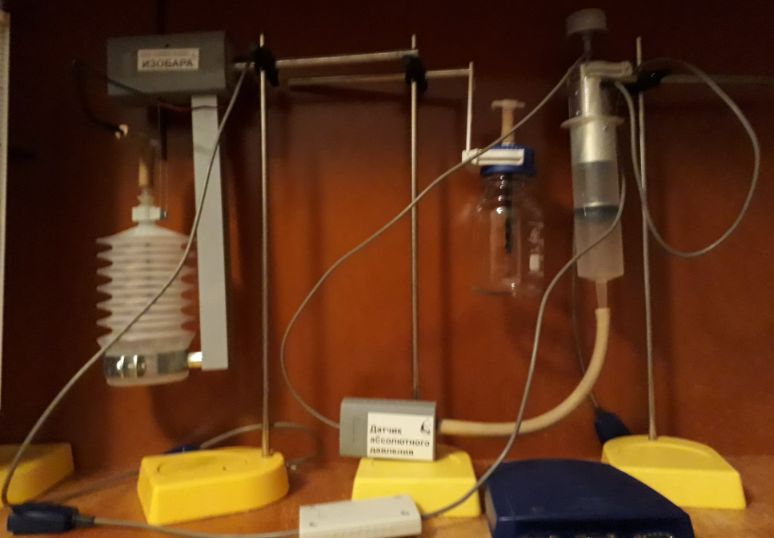 ИЗОБАРА
Датчик
абсолютного
давления